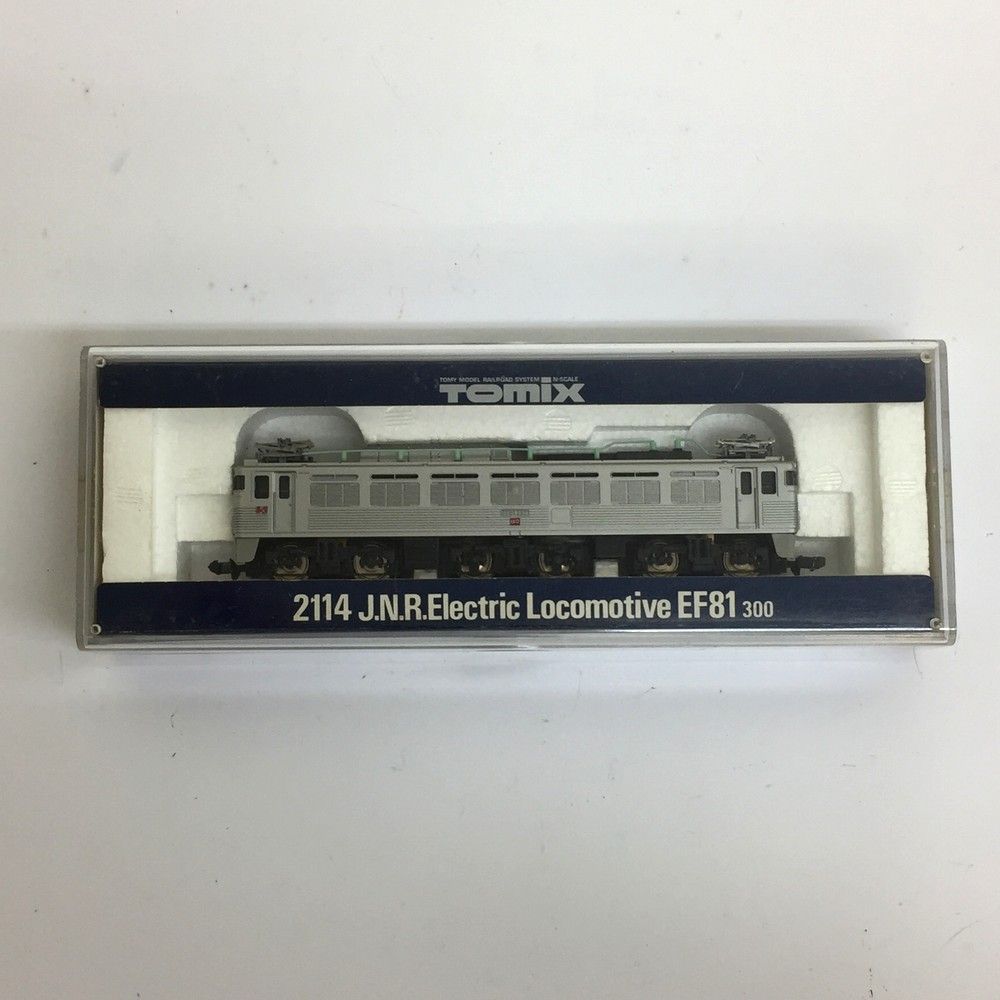 TOMY MODEL RAILROAD SYSTEM N-SCALE
TOMIX
2114 J.N.R.Electric Locomotive EF81 300